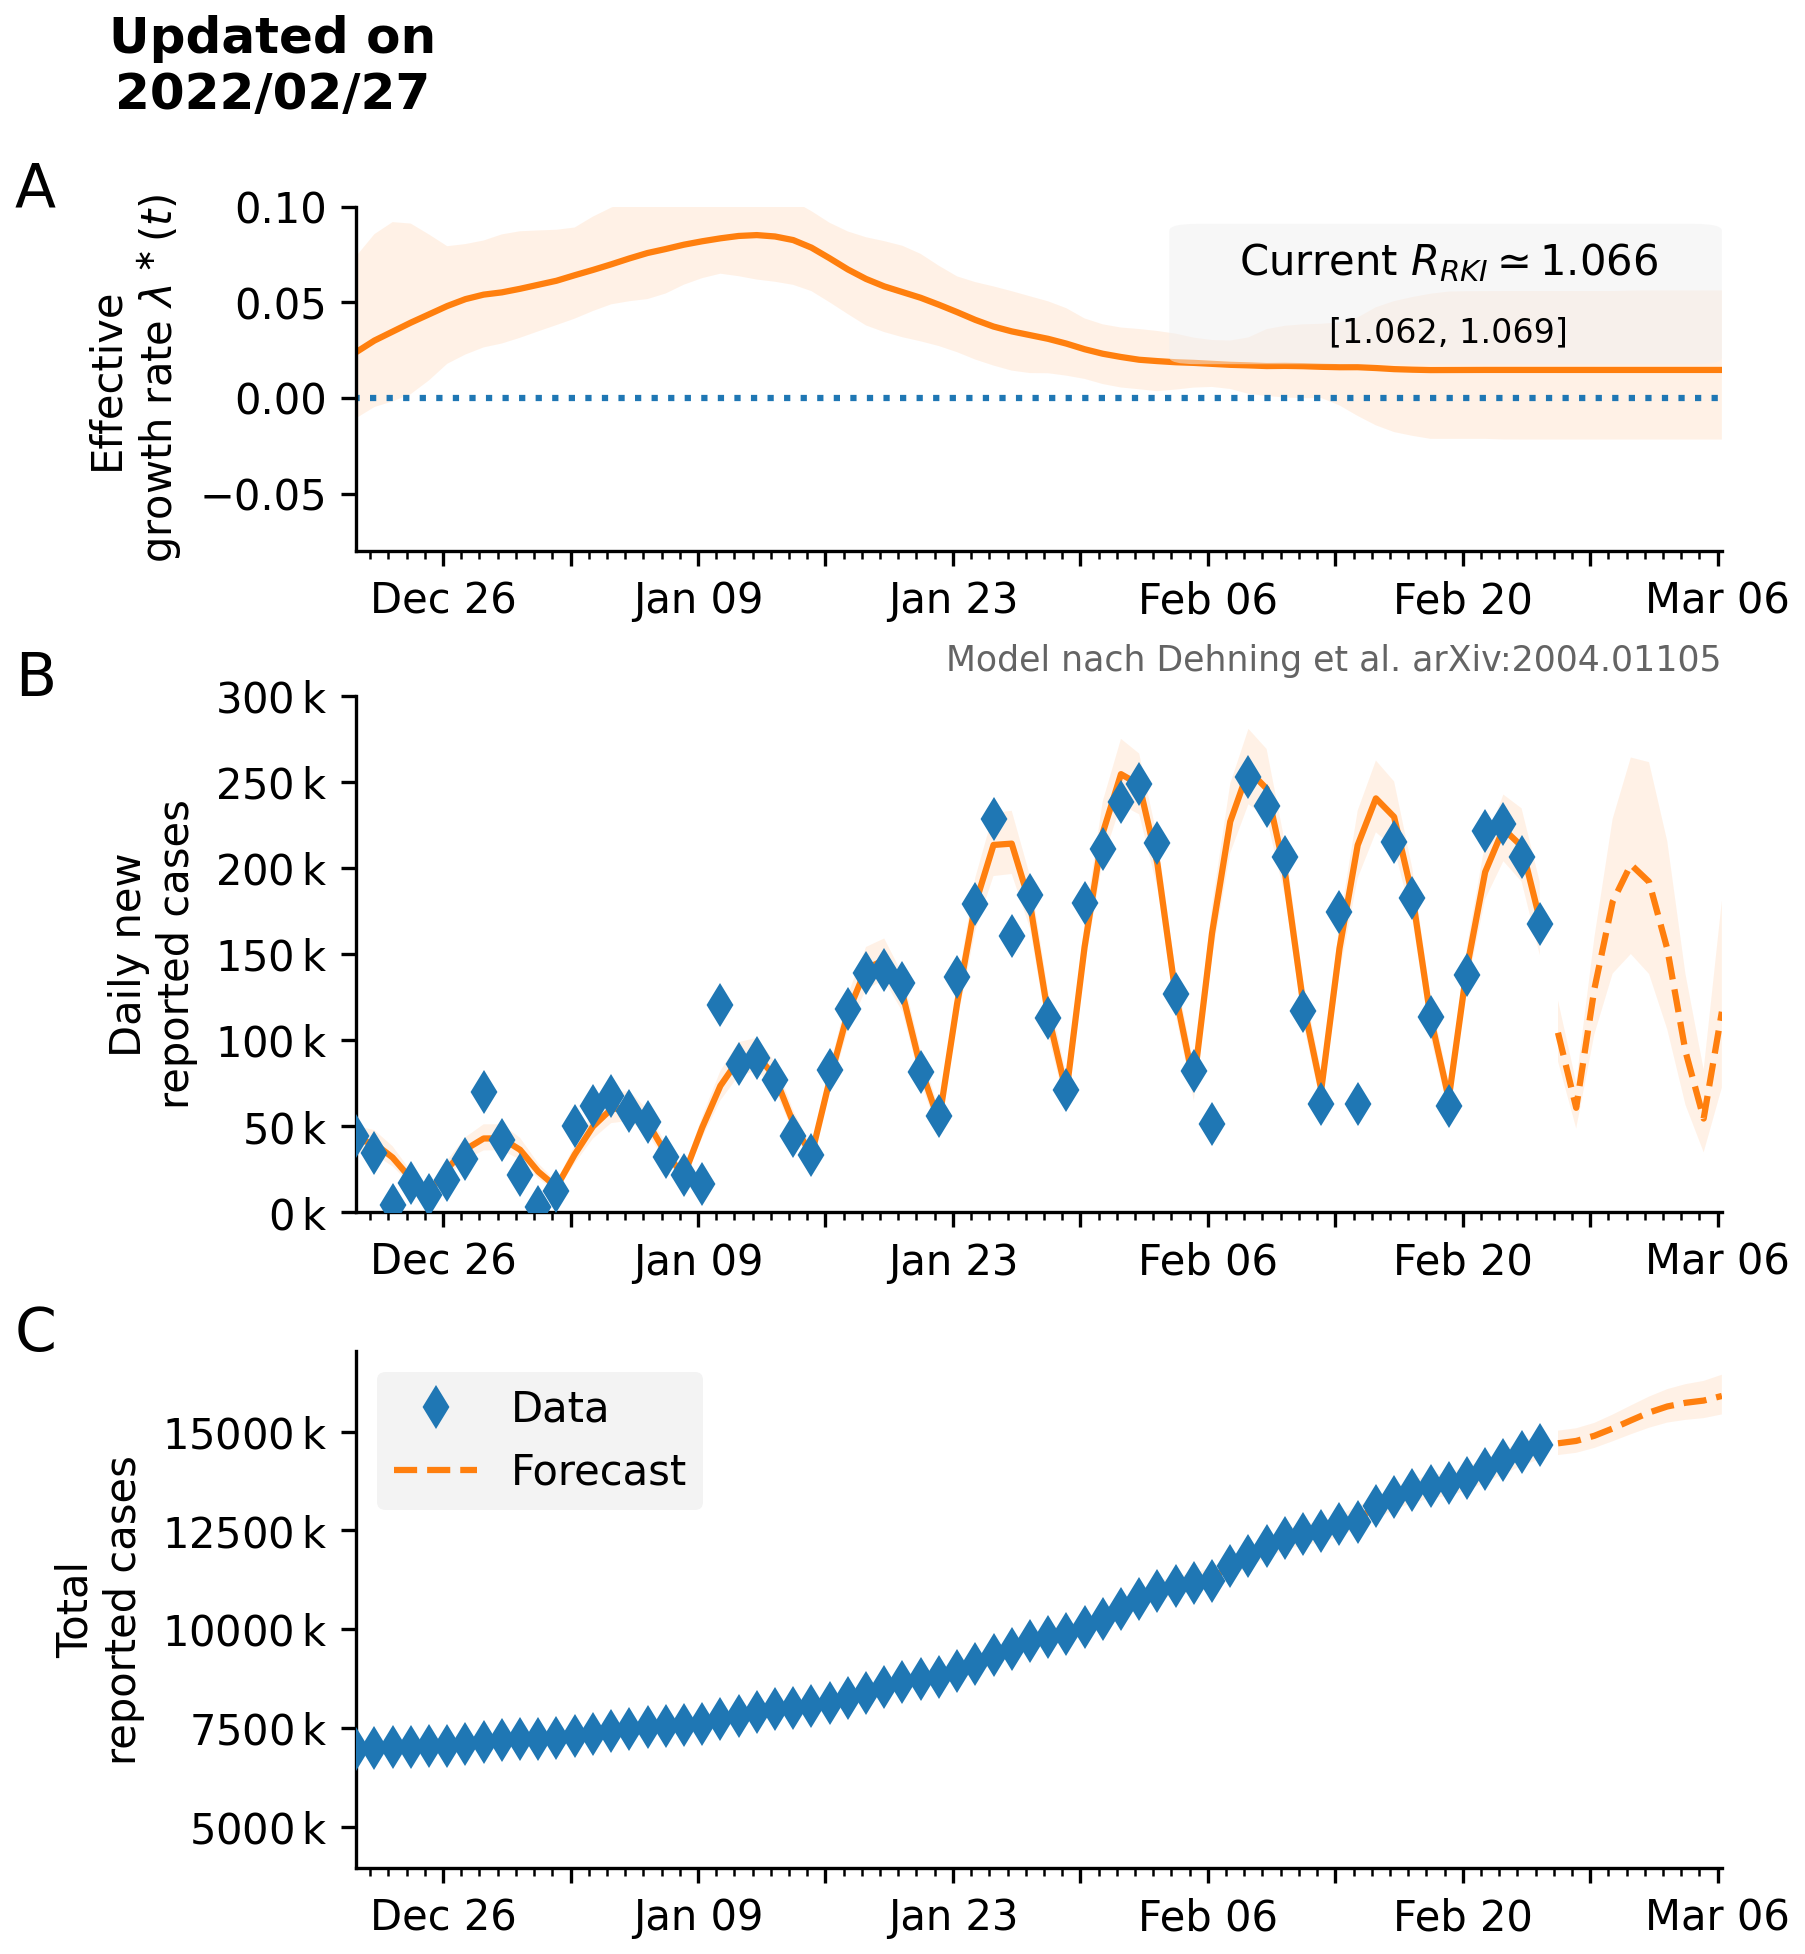 Updated on
2022/02/27
A
Effective
growth rate λ * (t)
0.10
0.05
0.00
−0.05
Current R_RKI ≃ 1.066
[1.062, 1.069]
Dec 26
Jan 09
Jan 23
Feb 06
Feb 20
Mar 06
Model nach Dehning et al. arXiv:2004.01105
B
Daily new
reported cases
300 k
250 k
200 k
150 k
100 k
50 k
0 k
Dec 26
Jan 09
Jan 23
Feb 06
Feb 20
Mar 06
C
Total
reported cases
15000 k
12500 k
10000 k
7500 k
5000 k
Data
Forecast
Dec 26
Jan 09
Jan 23
Feb 06
Feb 20
Mar 06